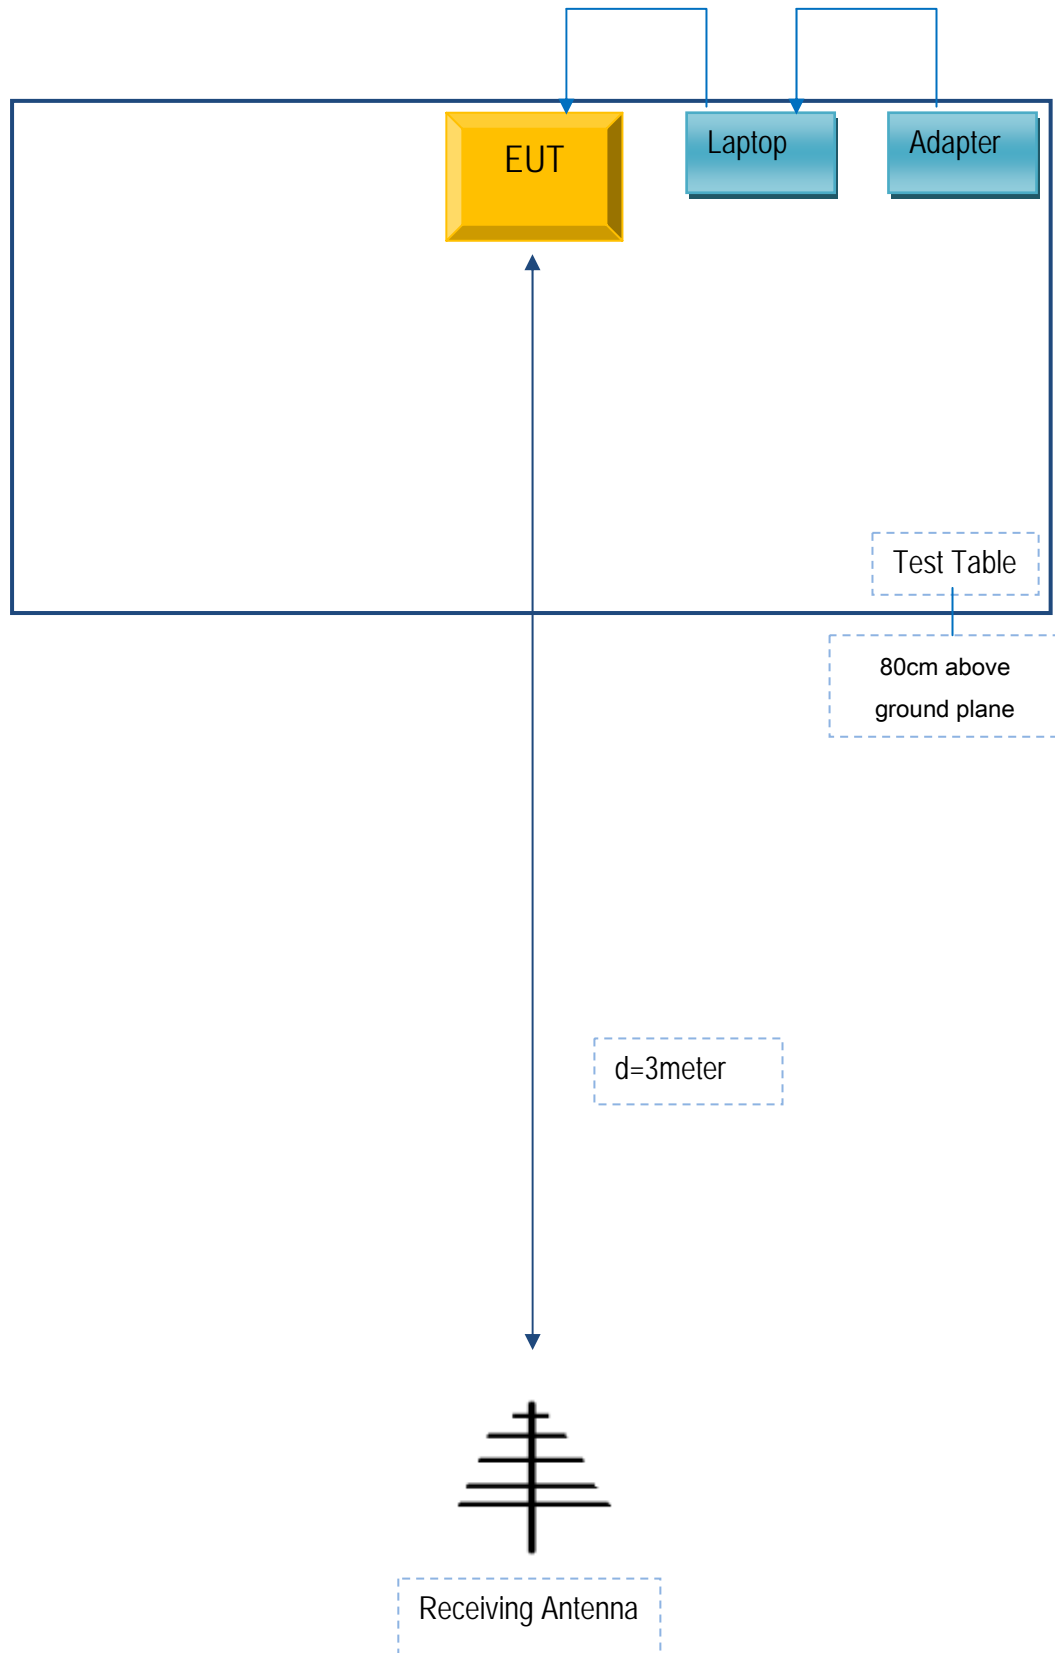 EUT
Laptop
Adapter
Test Table
80cm above
ground plane
d=3meter
Receiving Antenna